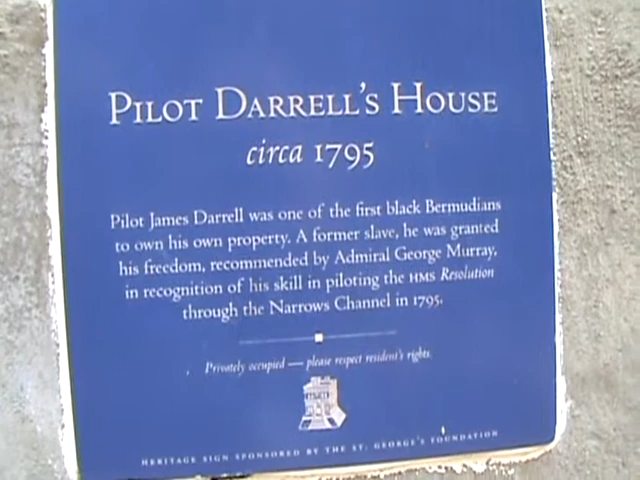 PILOT DARRELL'S HOUSE
circa 1795
Pilot James Darrell was one of the first black Bermudians
to own his own property. A former slave, he was granted
his freedom, recommended by Admiral George Murray,
in recognition of his skill in piloting the HMS Resolution
through the Narrows Channel in 1795.
Privately occupied — please respect resident's rights.
HERITAGE SIGN SPONSORED BY THE ST. GEORGE'S FOUNDATION